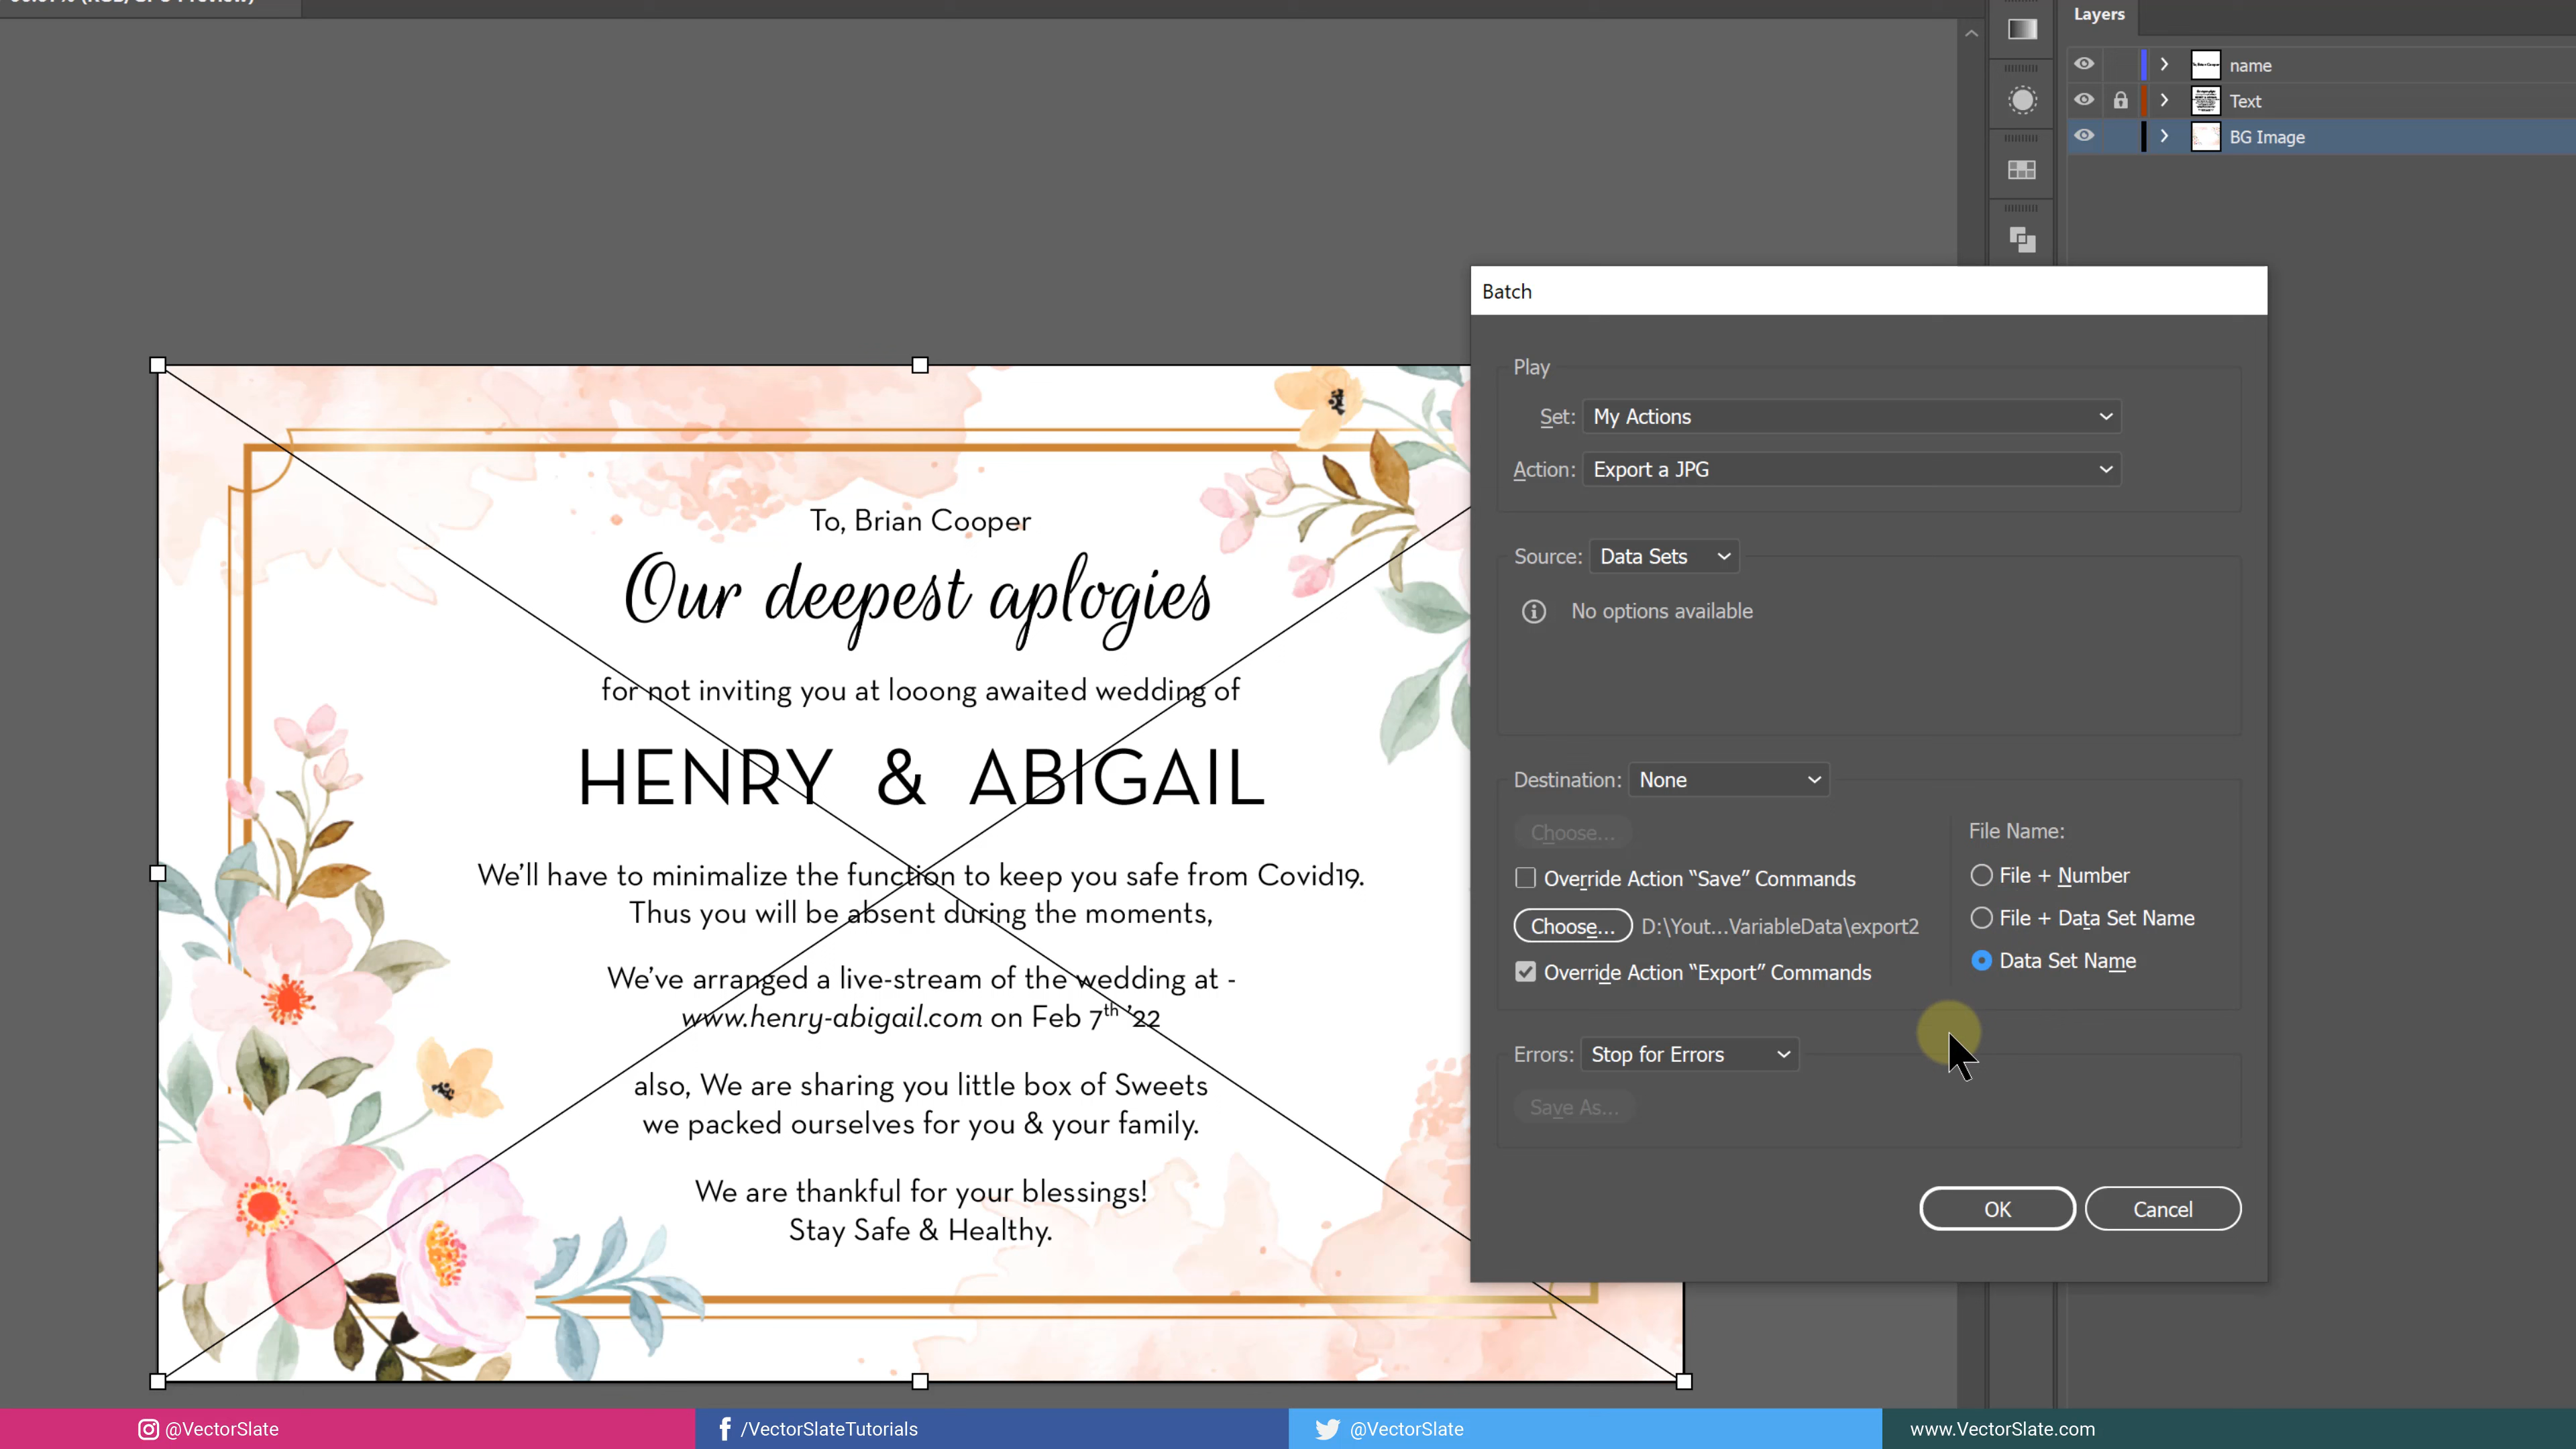 Layers
name
Text
BG Image
Batch
Play
Set: My Actions
Action: Export a JPG
Source: Data Sets
No options available
Destination: None
Choose...
Override Action “Save” Commands
Choose... D:\Yout...VariableData\export2
Override Action “Export” Commands
File Name:
File + Number
File + Data Set Name
Data Set Name
Errors: Stop for Errors
Save As...
OK
Cancel
To, Brian Cooper
Our deepest aplogies
for not inviting you at looong awaited wedding of
HENRY & ABIGAIL
We’ll have to minimalize the function to keep you safe from Covid19.
Thus you will be absent during the moments,
We’ve arranged a live-stream of the wedding at -
www.henry-abigail.com on Feb 7th ’22
also, We are sharing you little box of Sweets
we packed ourselves for you & your family.
We are thankful for your blessings!
Stay Safe & Healthy.
@VectorSlate
/VectorSlateTutorials
@VectorSlate
www.VectorSlate.com